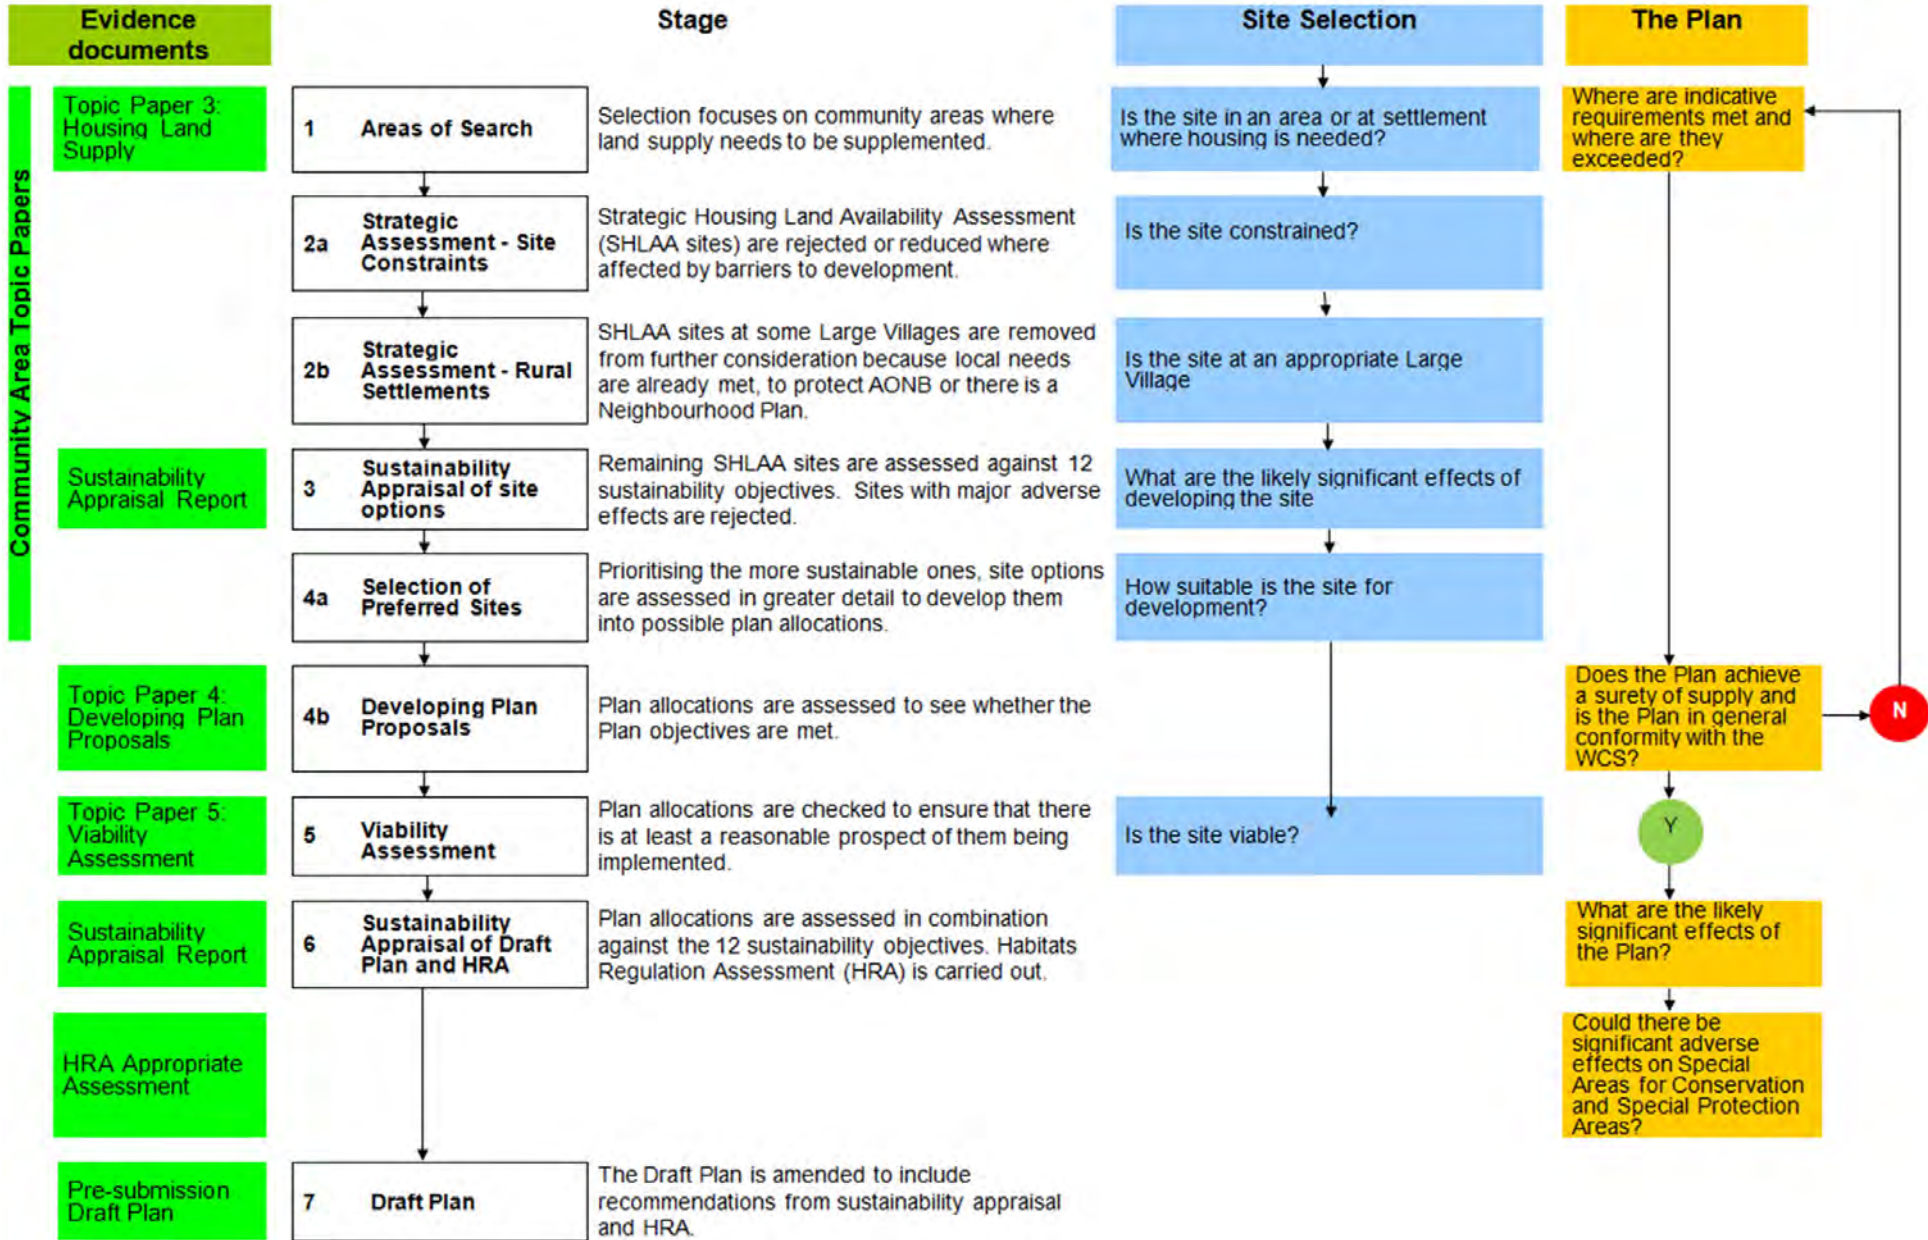 Evidence
documents
Stage
Site Selection
The Plan
Community Area Topic Papers
Topic Paper 3:
Housing Land
Supply
1 Areas of Search
Selection focuses on community areas where
land supply needs to be supplemented.
Is the site in an area or at settlement
where housing is needed?
Where are indicative
requirements met and
where are they
exceeded?
2a Strategic
Assessment - Site
Constraints
Strategic Housing Land Availability Assessment
(SHLAA sites) are rejected or reduced where
affected by barriers to development.
Is the site constrained?
2b Strategic
Assessment - Rural
Settlements
SHLAA sites at some Large Villages are removed
from further consideration because local needs
are already met, to protect AONB or there is a
Neighbourhood Plan.
Is the site at an appropriate Large
Village
Sustainability
Appraisal Report
3 Sustainability
Appraisal of site
options
Remaining SHLAA sites are assessed against 12
sustainability objectives. Sites with major adverse
effects are rejected.
What are the likely significant effects of
developing the site
4a Selection of
Preferred Sites
Prioritising the more sustainable ones, site options
are assessed in greater detail to develop them
into possible plan allocations.
How suitable is the site for
development?
Topic Paper 4:
Developing Plan
Proposals
4b Developing Plan
Proposals
Plan allocations are assessed to see whether the
Plan objectives are met.
Does the Plan achieve
a surety of supply and
is the Plan in general
conformity with the
WCS?
N
Topic Paper 5:
Viability
Assessment
5 Viability
Assessment
Plan allocations are checked to ensure that there
is at least a reasonable prospect of them being
implemented.
Is the site viable?
Y
Sustainability
Appraisal Report
6 Sustainability
Appraisal of Draft
Plan and HRA
Plan allocations are assessed in combination
against the 12 sustainability objectives. Habitats
Regulation Assessment (HRA) is carried out.
What are the likely
significant effects of
the Plan?
HRA Appropriate
Assessment
Could there be
significant adverse
effects on Special
Areas for Conservation
and Special Protection
Areas?
Pre-submission
Draft Plan
7 Draft Plan
The Draft Plan is amended to include
recommendations from sustainability appraisal
and HRA.